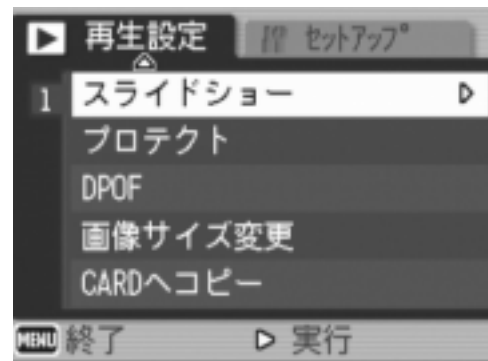 再生設定 セットアップ
1 スライドショー
プロテクト
DPOF
画像サイズ変更
CARDへコピー
MENU 終了 実行